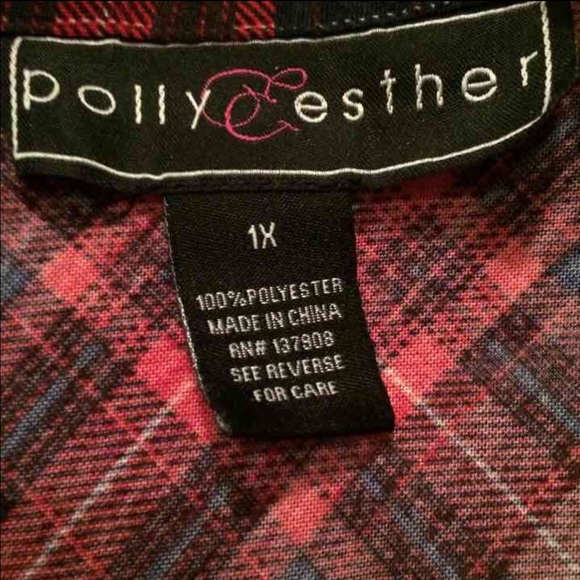 polly & esther
1X
100% POLYESTER
MADE IN CHINA
RN# 137908
SEE REVERSE
FOR CARE